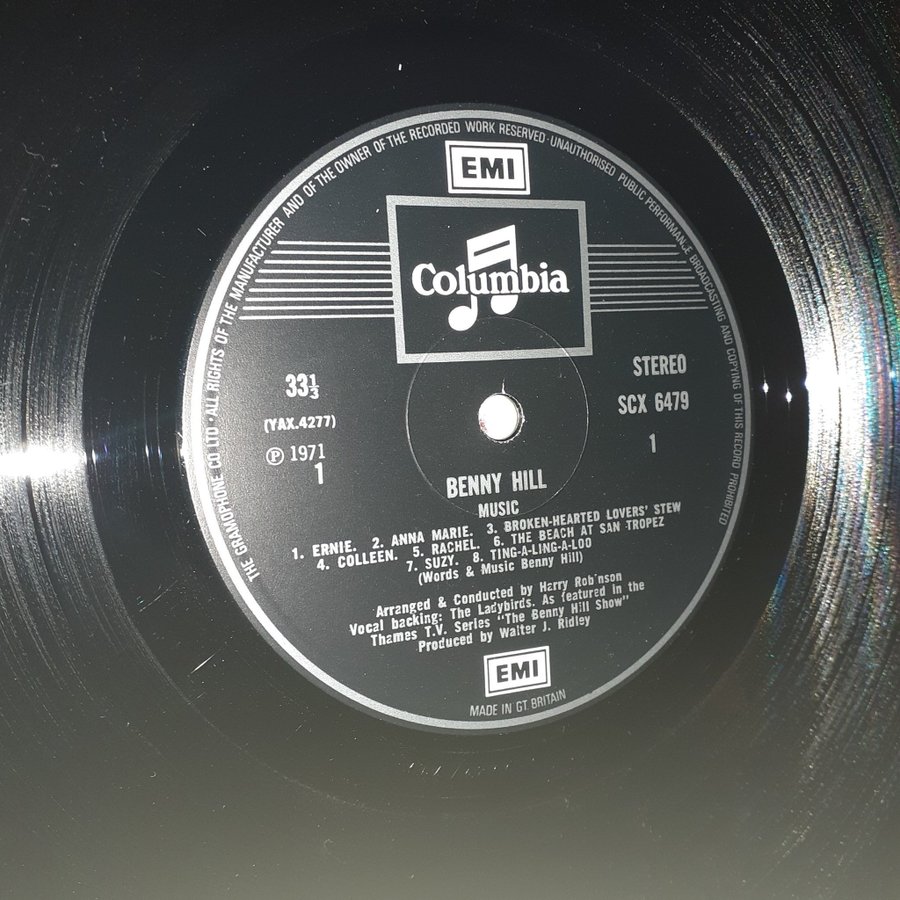 THE GRAMOPHONE CO LTD · ALL RIGHTS OF THE MANUFACTURER AND OF THE OWNER OF THE RECORDED WORK RESERVED · UNAUTHORISED PUBLIC PERFORMANCE BROADCASTING AND COPYING OF THIS RECORD PROHIBITED
EMI
Columbia
33⅓
STEREO
(YAX.4277)
SCX 6479
℗ 1971
1
1
BENNY HILL
MUSIC
1. ERNIE. 2. ANNA MARIE. 3. BROKEN-HEARTED LOVERS' STEW
4. COLLEEN. 5. RACHEL. 6. THE BEACH AT SAN TROPEZ
7. SUZY. 8. TING-A-LING-A-LOO
(Words & Music Benny Hill)
Arranged & Conducted by Harry Robinson
Vocal backing: The Ladybirds. As featured in the
Thames T.V. Series "The Benny Hill Show"
Produced by Walter J. Ridley
EMI
MADE IN GT. BRITAIN